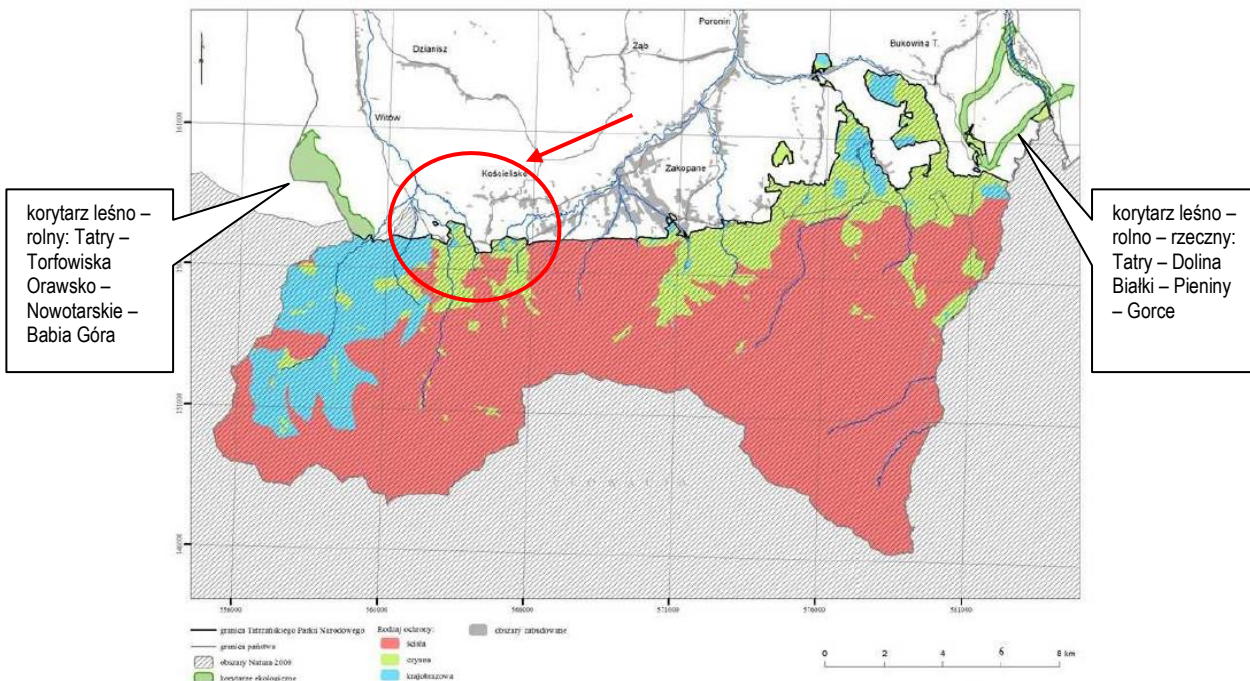 Poronin
Dzianisz
Ząb
Bukowina T.
Witów
Kościelisko
Zakopane
korytarz leśno –
rolny: Tatry –
Torfowiska
Orawsko –
Nowotarskie –
Babia Góra
korytarz leśno –
rolno – rzeczny:
Tatry – Dolina
Białki – Pieniny
– Gorce
SŁOWACJA
granica Tatrzańskiego Parku Narodowego
granica państwa
obszary Natura 2000
korytarze ekologiczne
Rodzaj ochrony:
ścisła
czynna
krajobrazowa
obszary zabudowane
0 2 4 6 8 km